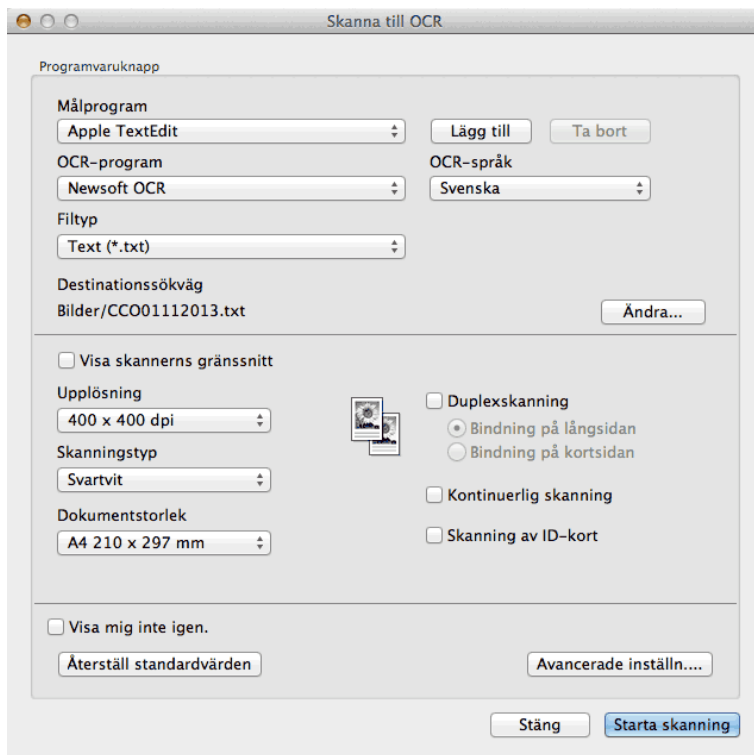 Skanna till OCR
Programvaruknapp
Målprogram
Apple TextEdit
Lägg till
Ta bort
OCR-program
OCR-språk
Newsoft OCR
Svenska
Filtyp
Text (*.txt)
Destinationssökväg
Bilder/CCO01112013.txt
Ändra...
Visa skannerns gränssnitt
Upplösning
400 x 400 dpi
Duplexskanning
Bindning på långsidan
Skanningstyp
Bindning på kortsidan
Svartvit
Kontinuerlig skanning
Dokumentstorlek
A4 210 x 297 mm
Skanning av ID-kort
Visa mig inte igen.
Återställ standardvärden
Avancerade inställn....
Stäng
Starta skanning